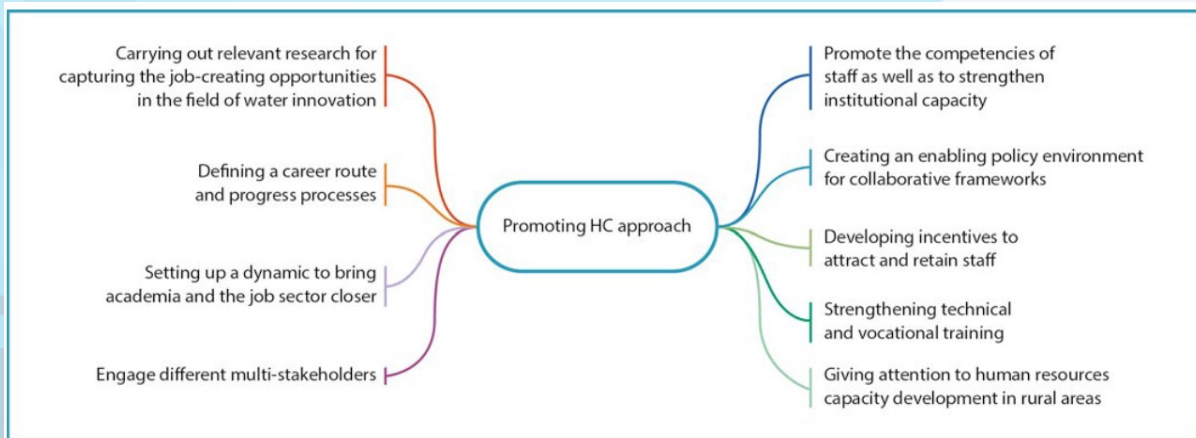 Carrying out relevant research for
capturing the job-creating opportunities
in the field of water innovation
Defining a career route
and progress processes
Setting up a dynamic to bring
academia and the job sector closer
Engage different multi-stakeholders
Promoting HC approach
Promote the competencies of
staff as well as to strengthen
institutional capacity
Creating an enabling policy environment
for collaborative frameworks
Developing incentives to
attract and retain staff
Strengthening technical
and vocational training
Giving attention to human resources
capacity development in rural areas